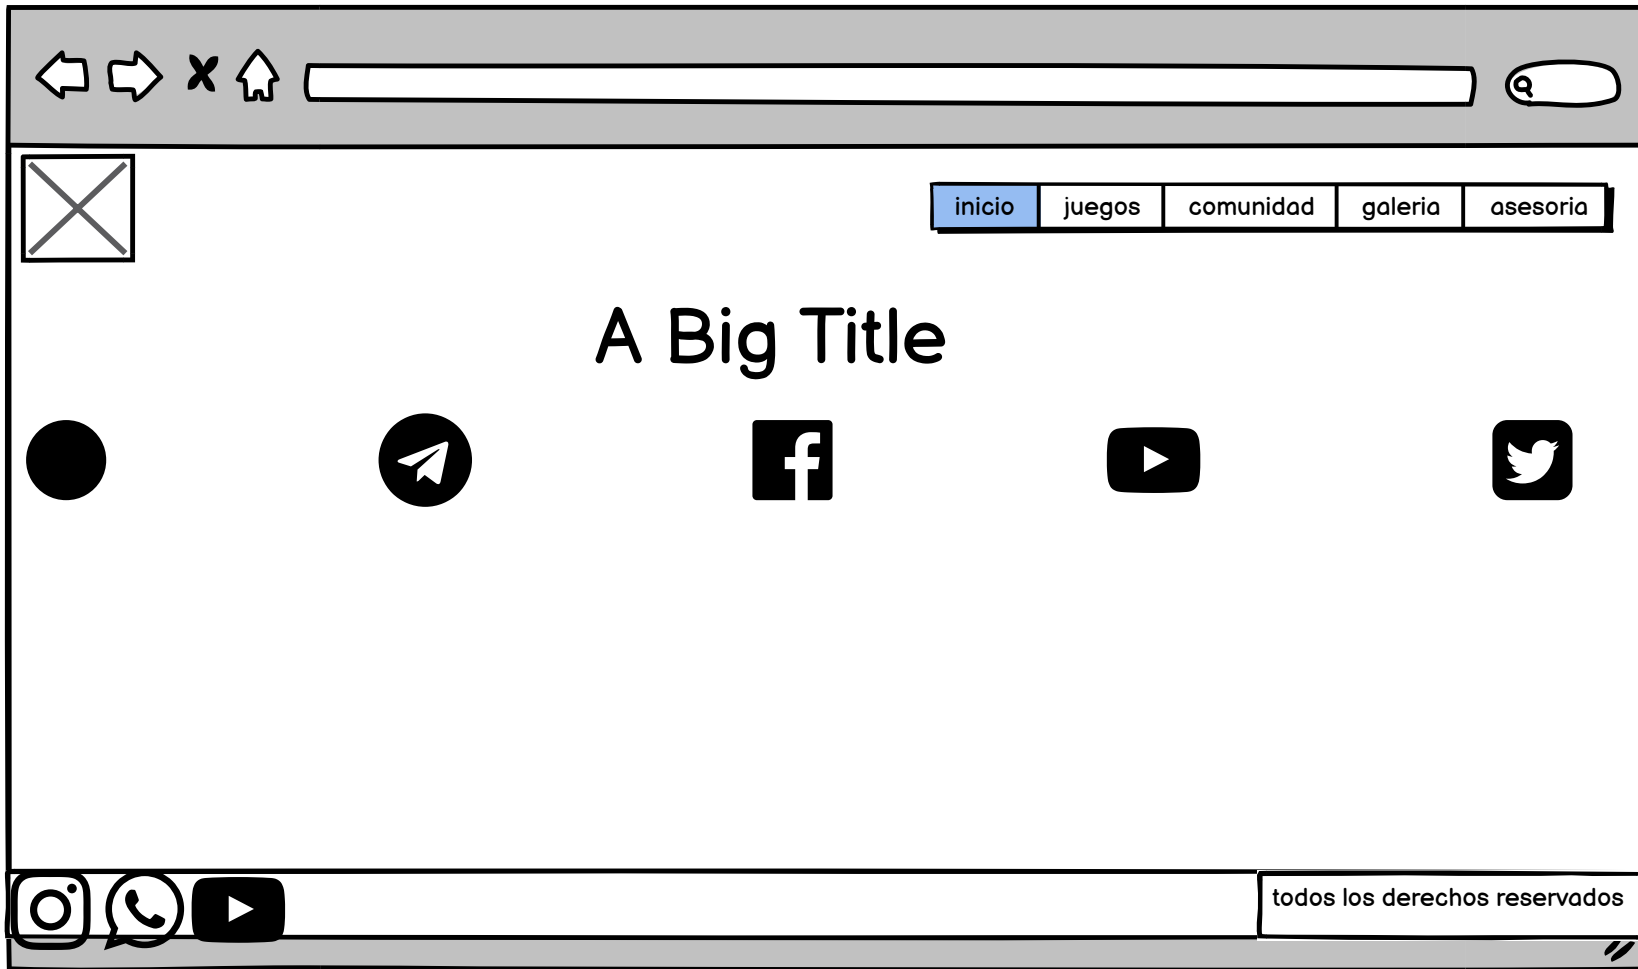 inicio juegos comunidad galeria asesoria
A Big Title
todos los derechos reservados